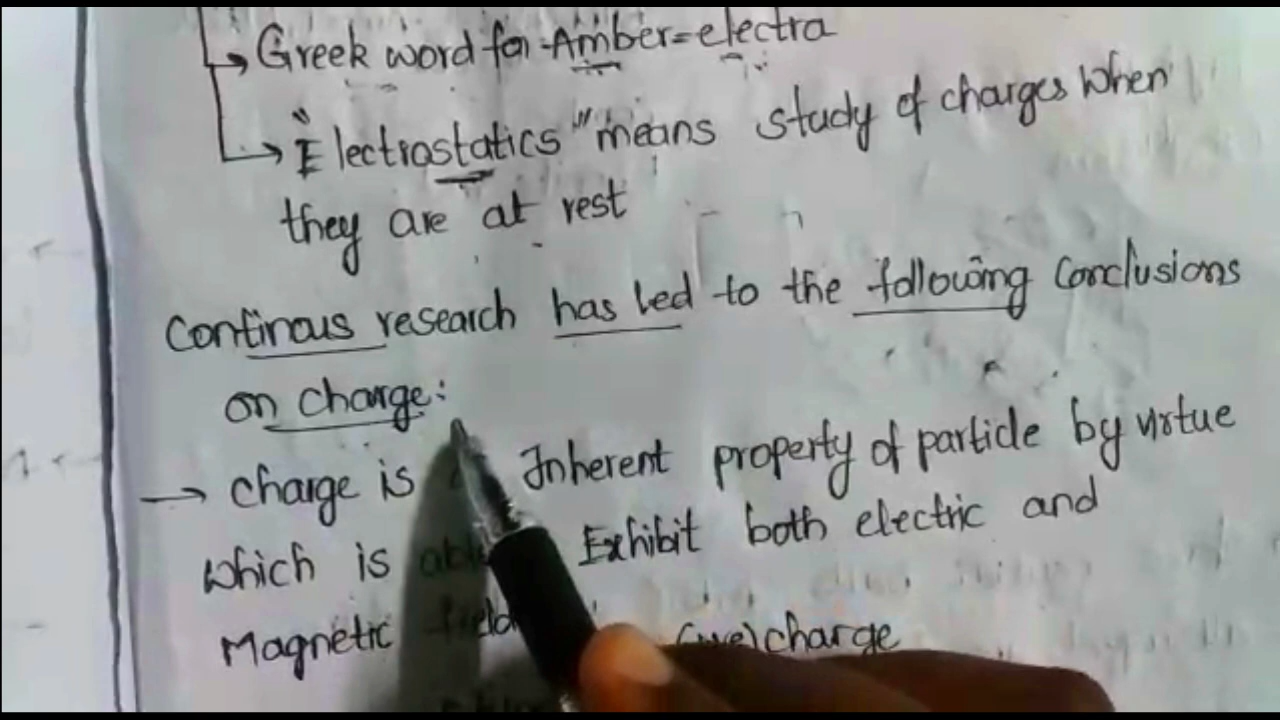 → Greek word for Amber=electra
→ "Electrostatics" means study of charges when
they are at rest
Continous research has led to the following Conclusions
on charge:
→ charge is Inherent property of particle by virtue
which is Exhibit both electric and
Magnetic charge